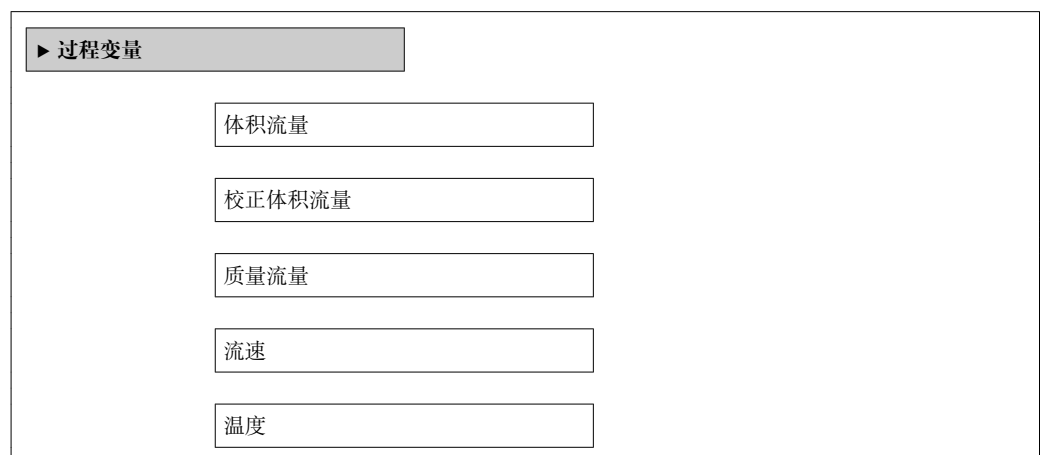 ▶ 过程变量
体积流量
校正体积流量
质量流量
流速
温度